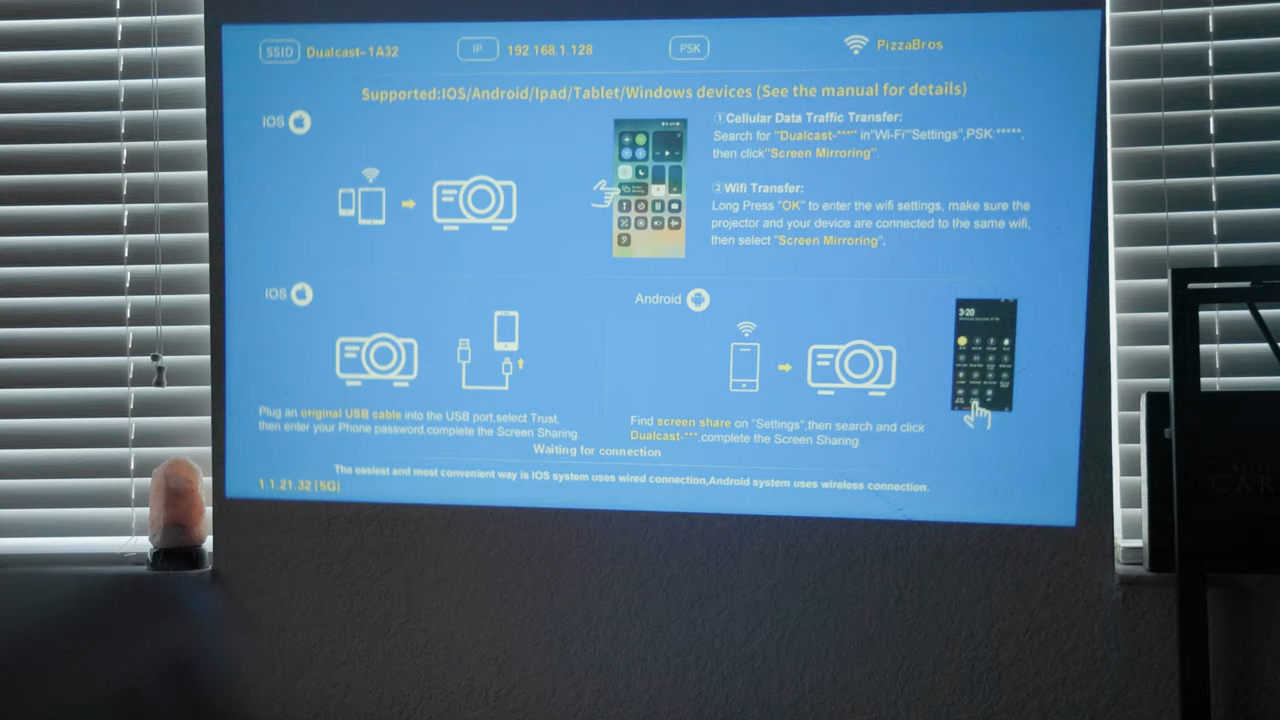 SSID Dualcast-1A32 IP 192.168.1.128 PSK PizzaBros
Supported:IOS/Android/Ipad/Tablet/Windows devices (See the manual for details)
IOS
①Cellular Data Traffic Transfer:
Search for "Dualcast-***" in"Wi-Fi"Settings",PSK:*****,
then click"Screen Mirroring".
②Wifi Transfer:
Long Press "OK" to enter the wifi settings, make sure the
projector and your device are connected to the same wifi,
then select "Screen Mirroring".
IOS
Plug an original USB cable into the USB port,select Trust,
then enter your Phone password,complete the Screen Sharing
Android
3:20
Find screen share on "Settings",then search and click
Dualcast-***,complete the Screen Sharing
Waiting for connection
The easiest and most convenient way is IOS system uses wired connection,Android system uses wireless connection.
1.1.21.32 [5G]